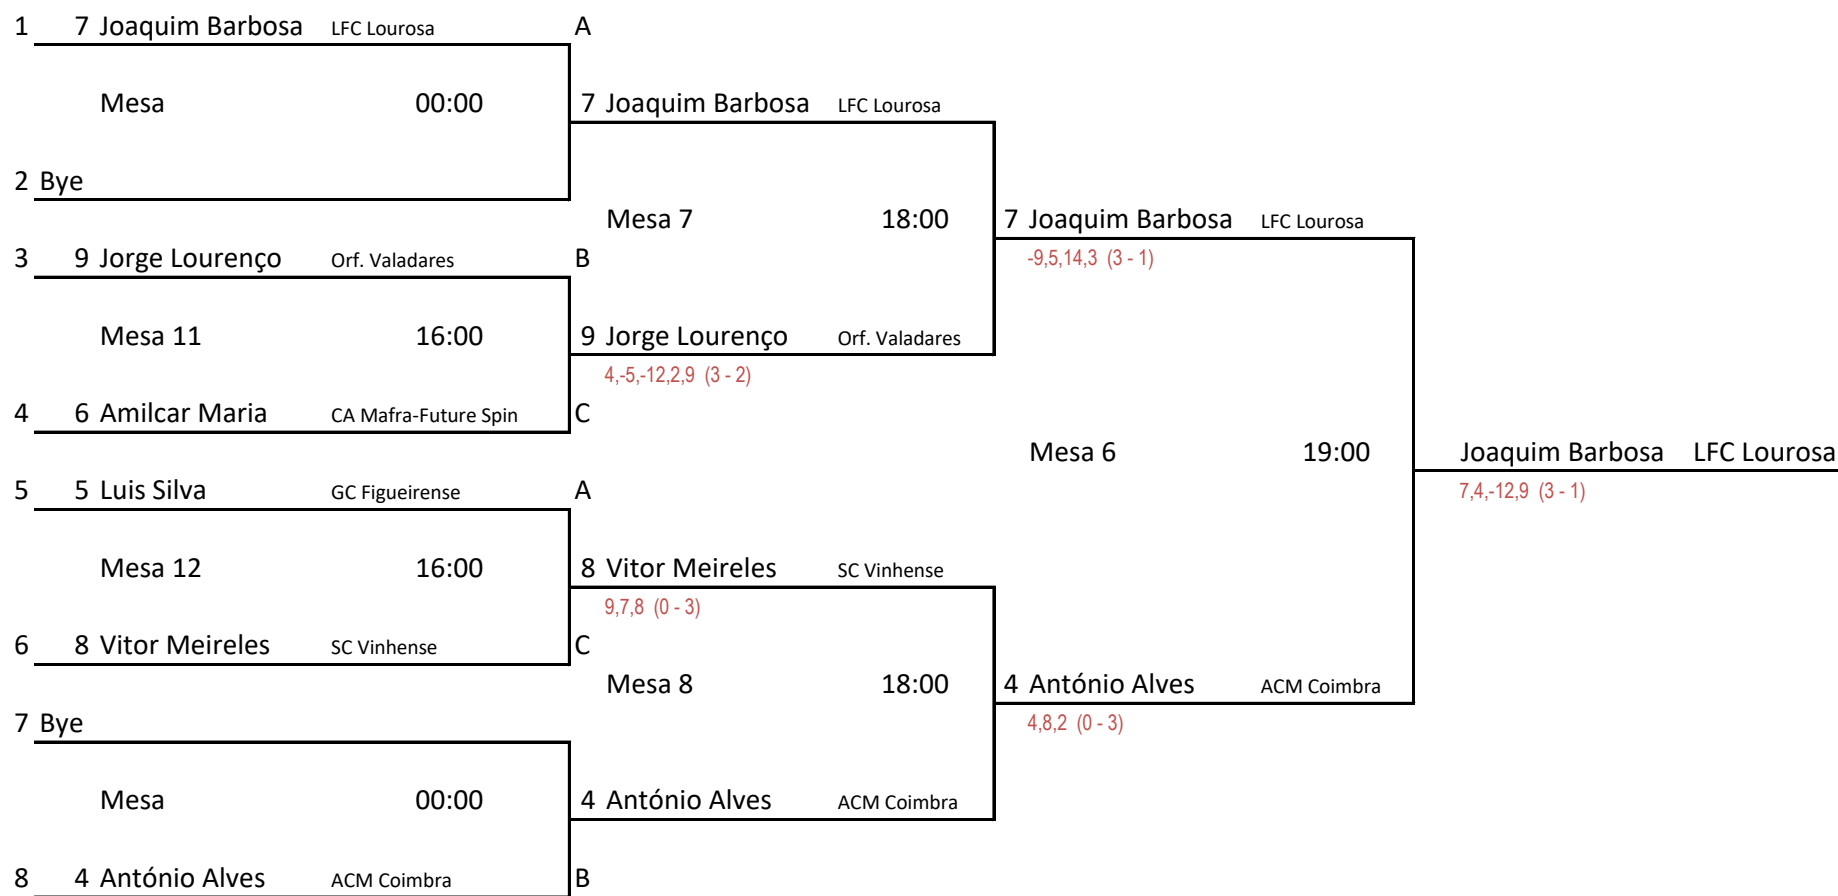 1 7 Joaquim Barbosa LFC Lourosa A
Mesa 00:00 7 Joaquim Barbosa LFC Lourosa
2 Bye
Mesa 7 18:00 7 Joaquim Barbosa LFC Lourosa
3 9 Jorge Lourenço Orf. Valadares B -9,5,14,3 (3 - 1)
Mesa 11 16:00 9 Jorge Lourenço Orf. Valadares
4,-5,-12,2,9 (3 - 2)
4 6 Amilcar Maria CA Mafra-Future Spin C
Mesa 6 19:00 Joaquim Barbosa LFC Lourosa
5 5 Luis Silva GC Figueirense A 7,4,-12,9 (3 - 1)
Mesa 12 16:00 8 Vitor Meireles SC Vinhense
9,7,8 (0 - 3)
6 8 Vitor Meireles SC Vinhense C
Mesa 8 18:00 4 António Alves ACM Coimbra
7 Bye 4,8,2 (0 - 3)
Mesa 00:00 4 António Alves ACM Coimbra
8 4 António Alves ACM Coimbra B